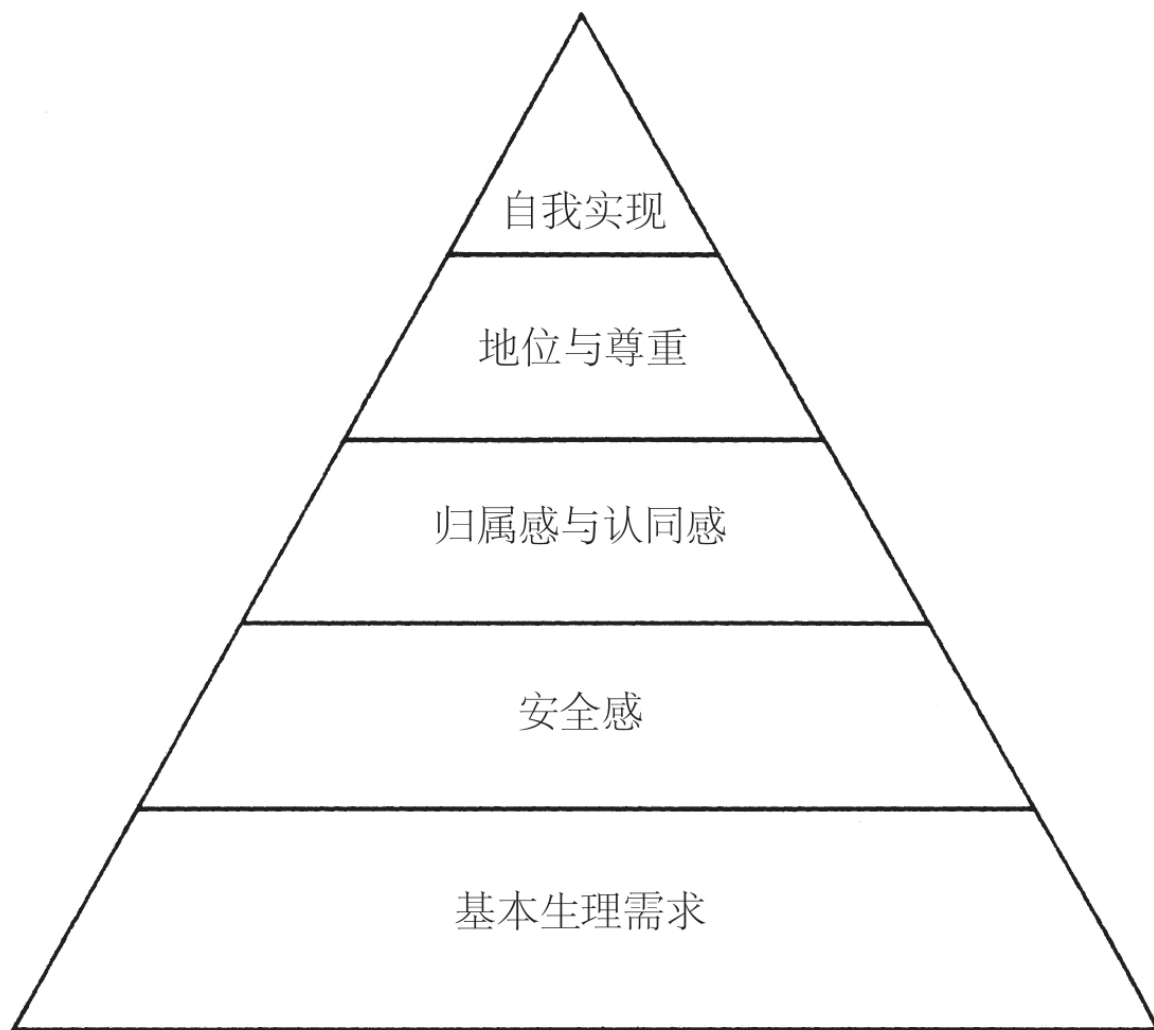 自我实现
地位与尊重
归属感与认同感
安全感
基本生理需求